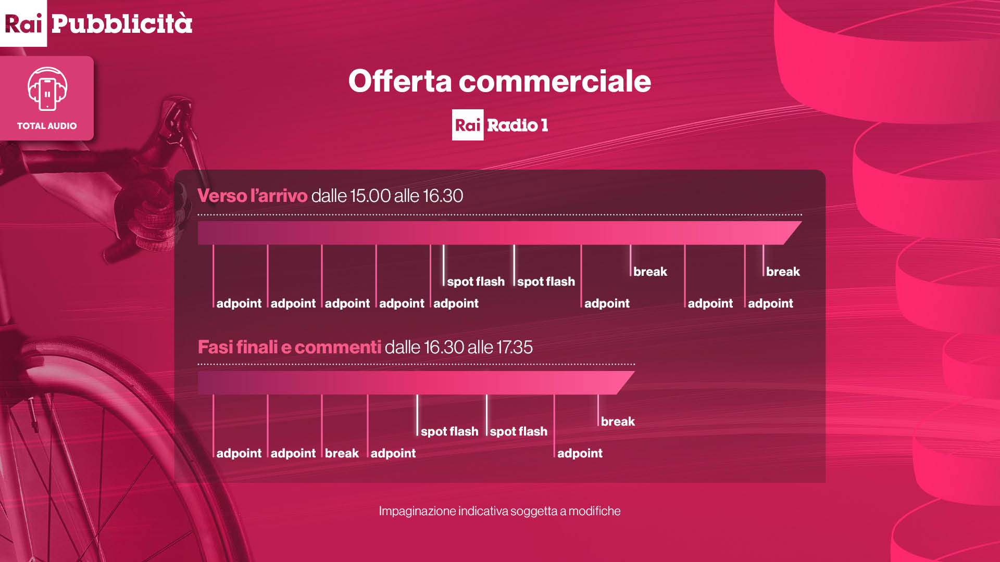 Rai Pubblicità
TOTAL AUDIO
Offerta commerciale
Rai Radio 1
Verso l'arrivo dalle 15.00 alle 16.30
break break
spot flash spot flash
adpoint adpoint adpoint adpoint adpoint adpoint adpoint adpoint
Fasi finali e commenti dalle 16.30 alle 17.35
break
spot flash spot flash
adpoint adpoint break adpoint adpoint
Impaginazione indicativa soggetta a modifiche